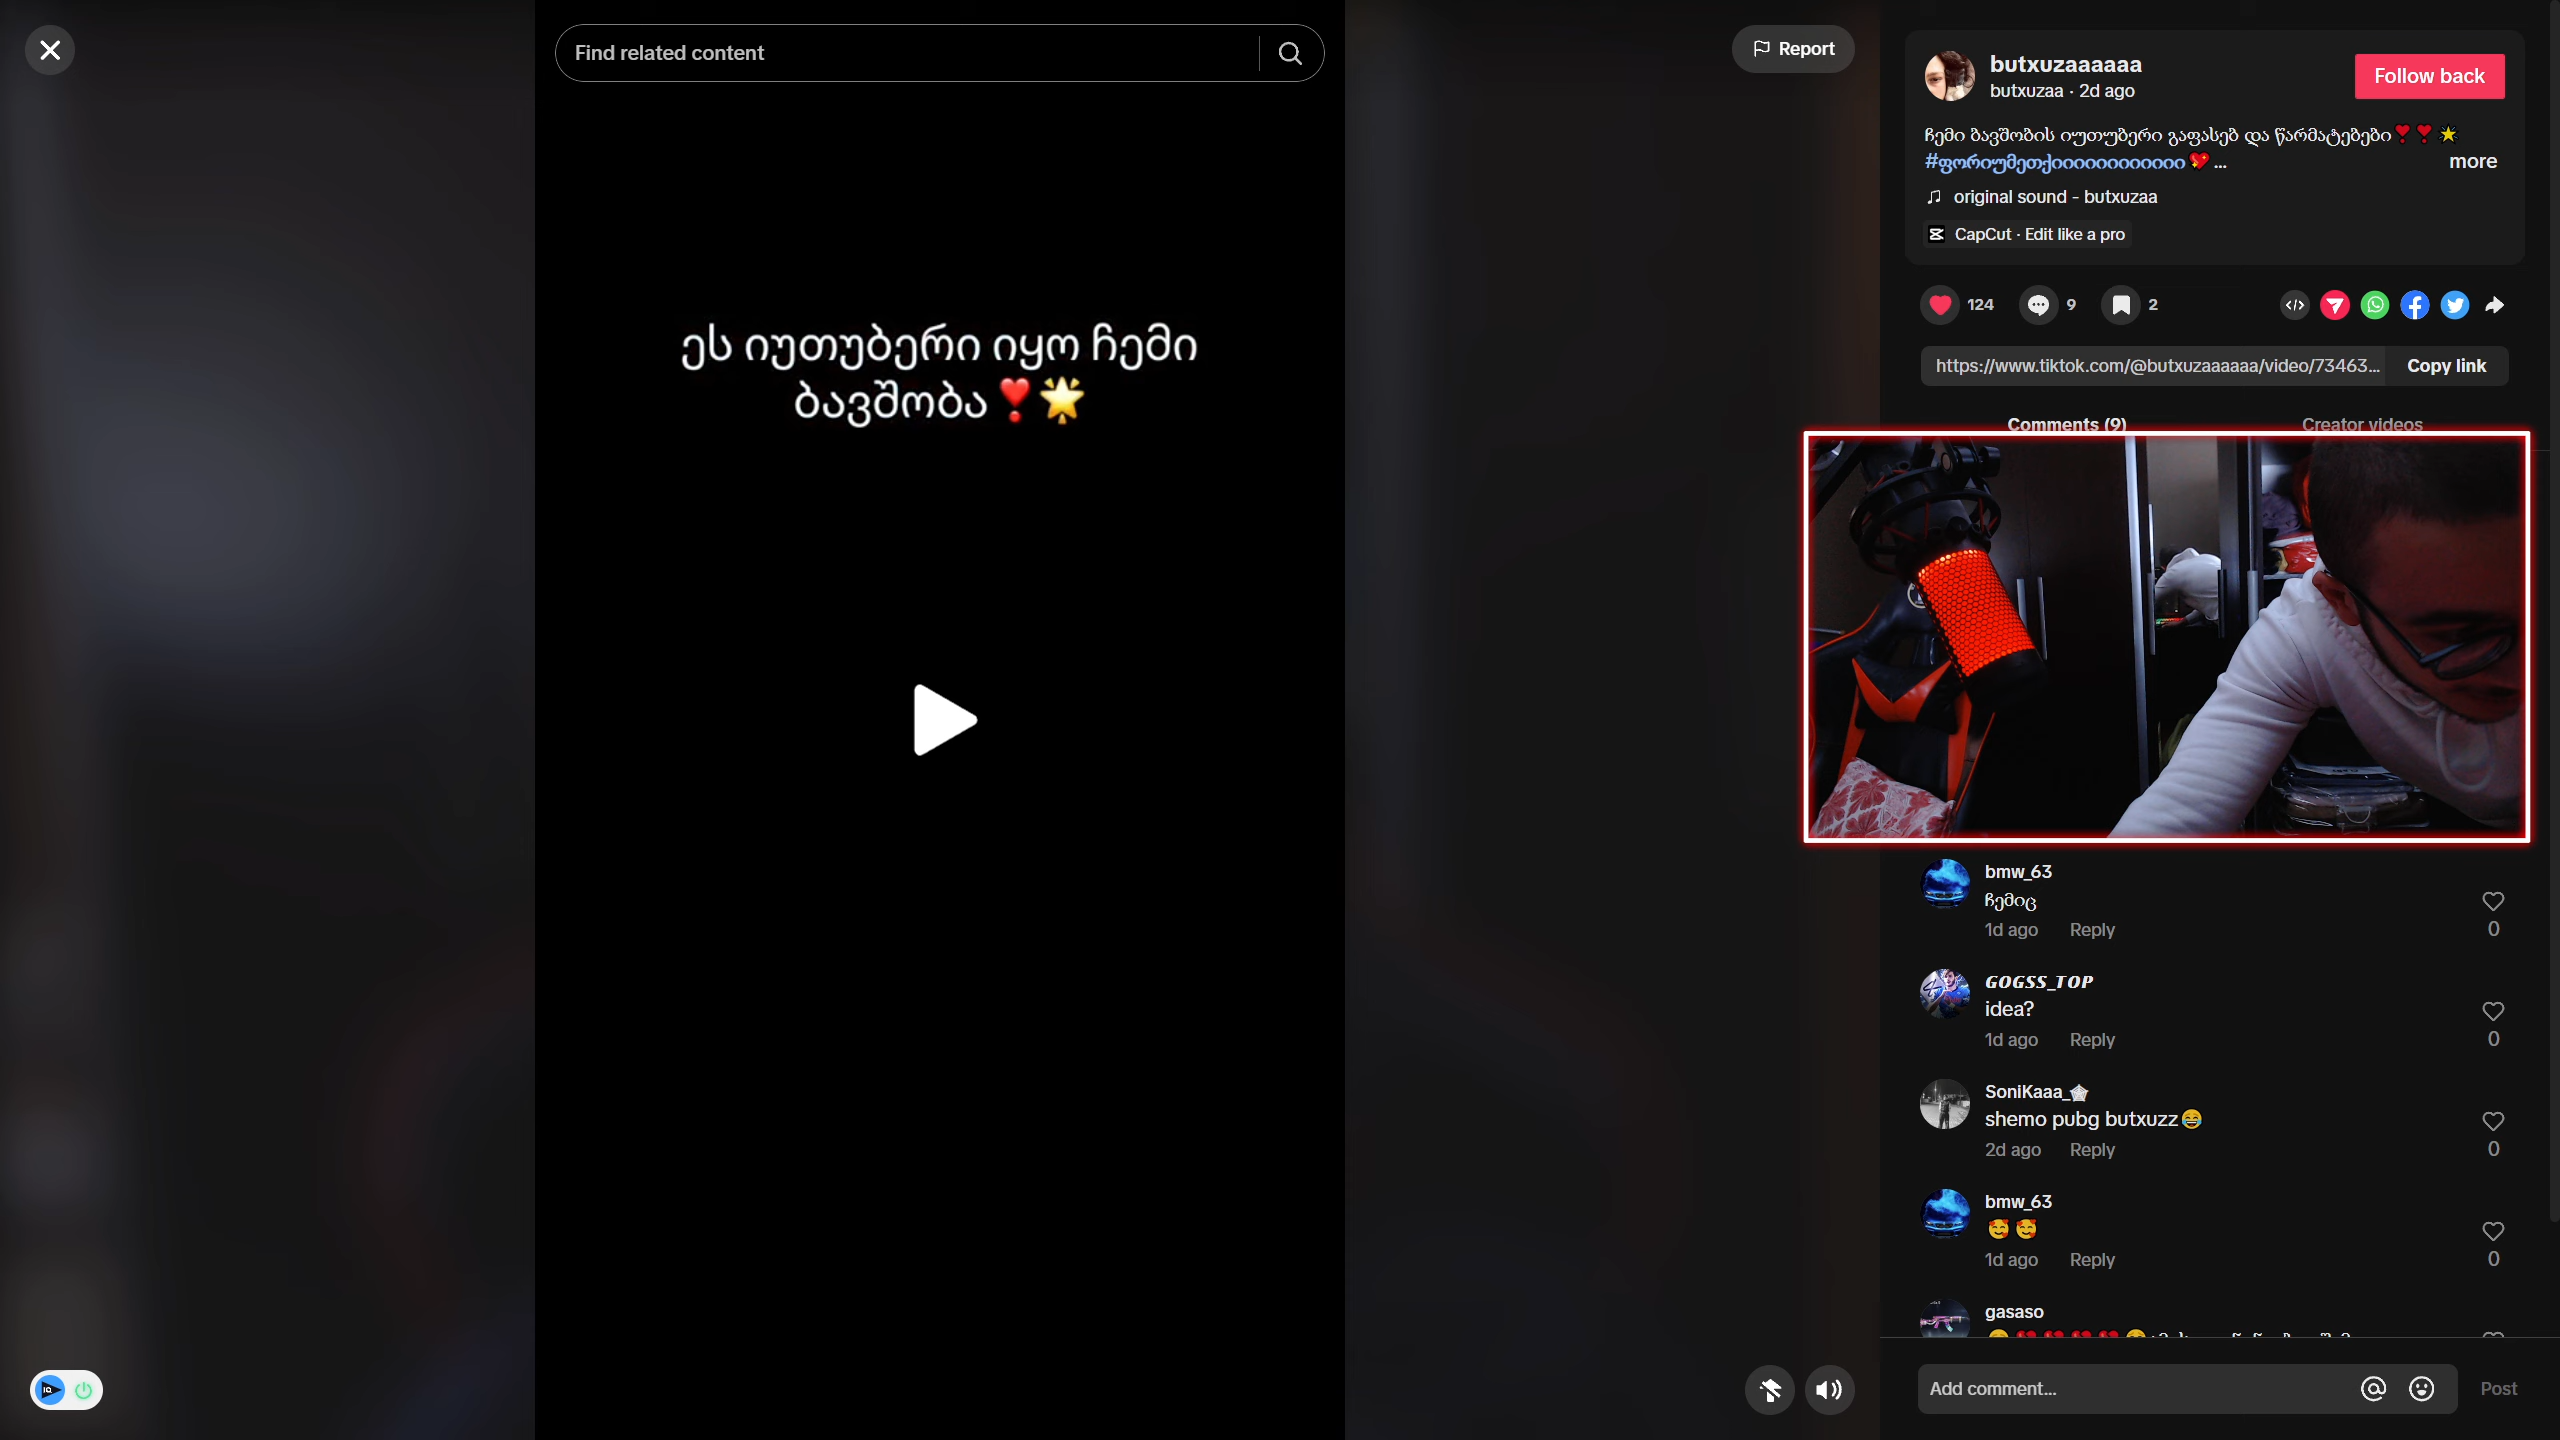 Find related content
Report
ეს იუთუბერი იყო ჩემი
ბავშობა❣️🌟
butxuzaaaaaa
butxuzaa · 2d ago
Follow back
ჩემი ბავშობის იუთუბერი გაფასებ და წარმატებები❣️❣️🌟
#ფორიუმეთქიიიიიიიიიიიი💖 ...
more
original sound - butxuzaa
CapCut · Edit like a pro
124
9
2
https://www.tiktok.com/@butxuzaaaaaa/video/73463...
Copy link
Comments (9)
Creator videos
bmw_63
ჩემიც
1d ago Reply
0
GOGSS_TOP
idea?
1d ago Reply
0
SoniKaaa_
shemo pubg butxuzz😂
2d ago Reply
0
bmw_63
🥰🥰
1d ago Reply
0
gasaso
Add comment...
Post